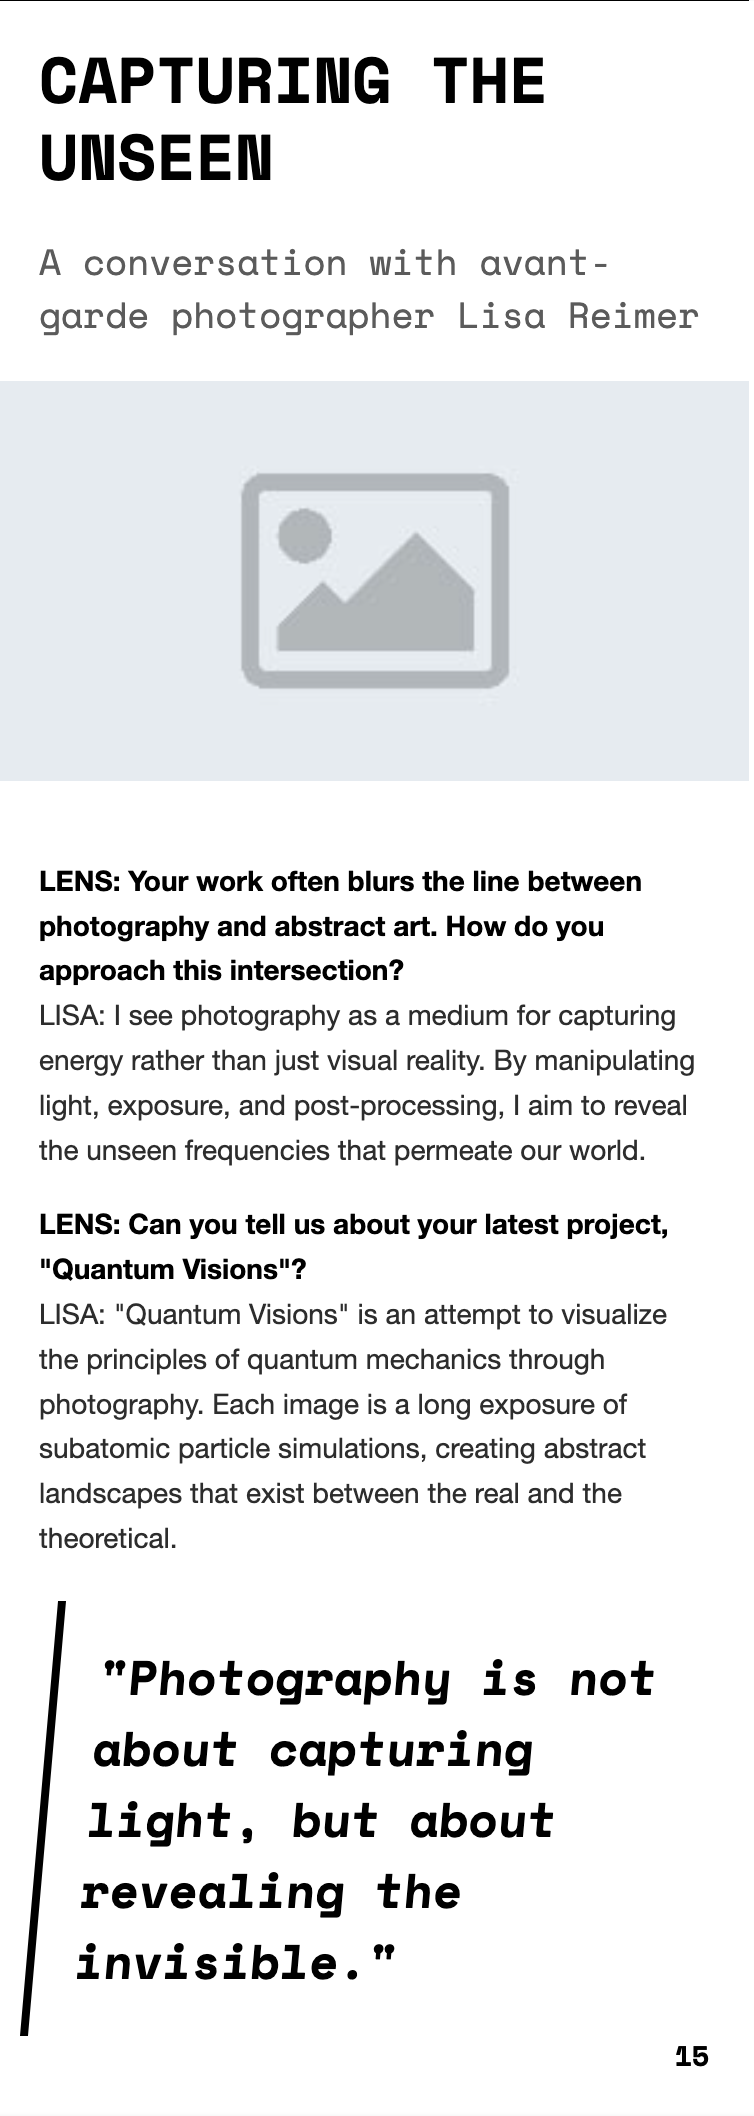 CAPTURING THE
UNSEEN
A conversation with avant-
garde photographer Lisa Reimer
LENS: Your work often blurs the line between
photography and abstract art. How do you
approach this intersection?
LISA: I see photography as a medium for capturing
energy rather than just visual reality. By manipulating
light, exposure, and post-processing, I aim to reveal
the unseen frequencies that permeate our world.
LENS: Can you tell us about your latest project,
"Quantum Visions"?
LISA: "Quantum Visions" is an attempt to visualize
the principles of quantum mechanics through
photography. Each image is a long exposure of
subatomic particle simulations, creating abstract
landscapes that exist between the real and the
theoretical.
"Photography is not
about capturing
light, but about
revealing the
invisible."
15